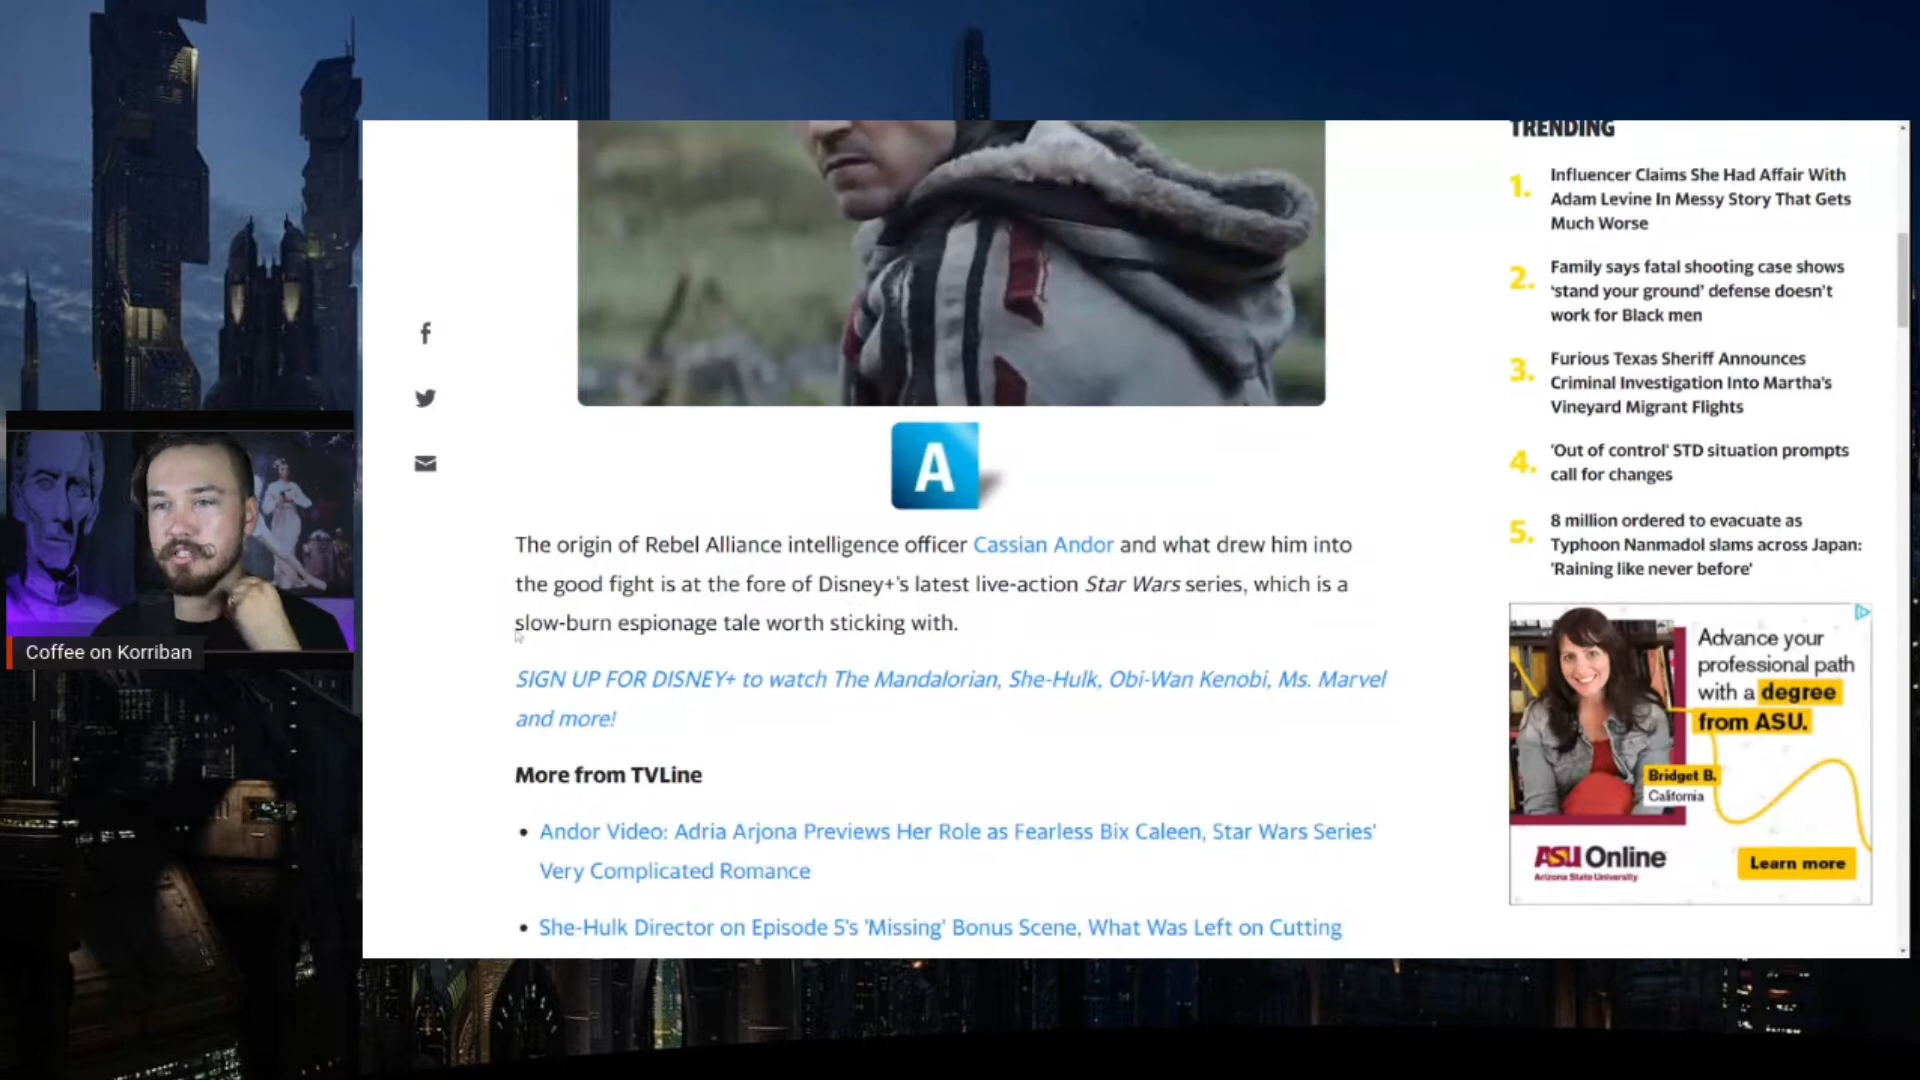 TRENDING
1. Influencer Claims She Had Affair With
Adam Levine In Messy Story That Gets
Much Worse
2. Family says fatal shooting case shows
‘stand your ground’ defense doesn’t
work for Black men
3. Furious Texas Sheriff Announces
Criminal Investigation Into Martha’s
Vineyard Migrant Flights
4. ‘Out of control’ STD situation prompts
call for changes
5. 8 million ordered to evacuate as
Typhoon Nanmadol slams across Japan:
‘Raining like never before’
f
A
The origin of Rebel Alliance intelligence officer Cassian Andor and what drew him into
the good fight is at the fore of Disney+’s latest live-action Star Wars series, which is a
slow-burn espionage tale worth sticking with.
SIGN UP FOR DISNEY+ to watch The Mandalorian, She-Hulk, Obi-Wan Kenobi, Ms. Marvel
and more!
More from TVLine
• Andor Video: Adria Arjona Previews Her Role as Fearless Bix Caleen, Star Wars Series'
Very Complicated Romance
• She-Hulk Director on Episode 5's 'Missing' Bonus Scene, What Was Left on Cutting
Coffee on Korriban
Advance your
professional path
with a degree
from ASU.
Bridget B.
California
ASU Online
Arizona State University
Learn more